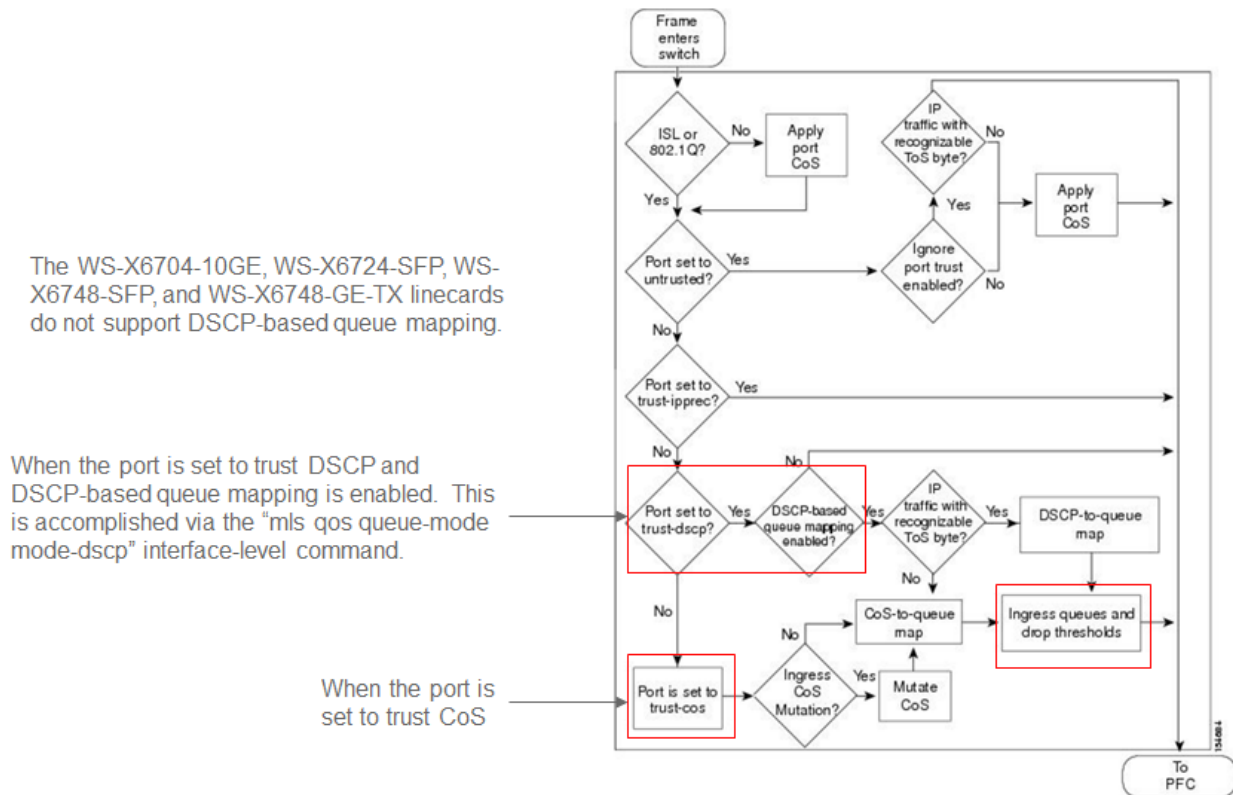 Frame
enters
switch
ISL or
802.1Q?
No
Apply
port
CoS
Yes
IP
traffic with
recognizable
ToS byte?
No
Apply
port
CoS
Yes
The WS-X6704-10GE, WS-X6724-SFP, WS-
X6748-SFP, and WS-X6748-GE-TX linecards
do not support DSCP-based queue mapping.
Port set to
untrusted?
Yes
Ignore
port trust
enabled?
No
No
Port set to
trust-ipprec?
Yes
No
No
When the port is set to trust DSCP and
DSCP-based queue mapping is enabled. This
is accomplished via the “mls qos queue-mode
mode-dscp” interface-level command.
Port set to
trust-dscp?
Yes
DSCP-based
queue mapping
enabled?
Yes
IP
traffic with
recognizable
ToS byte?
Yes
DSCP-to-queue
map
No
No
No
CoS-to-queue
map
Ingress queues and
drop thresholds
When the port is
set to trust CoS
Port is set to
trust-cos
Ingress
CoS
Mutation?
Yes
Mutate
CoS
154684
To
PFC